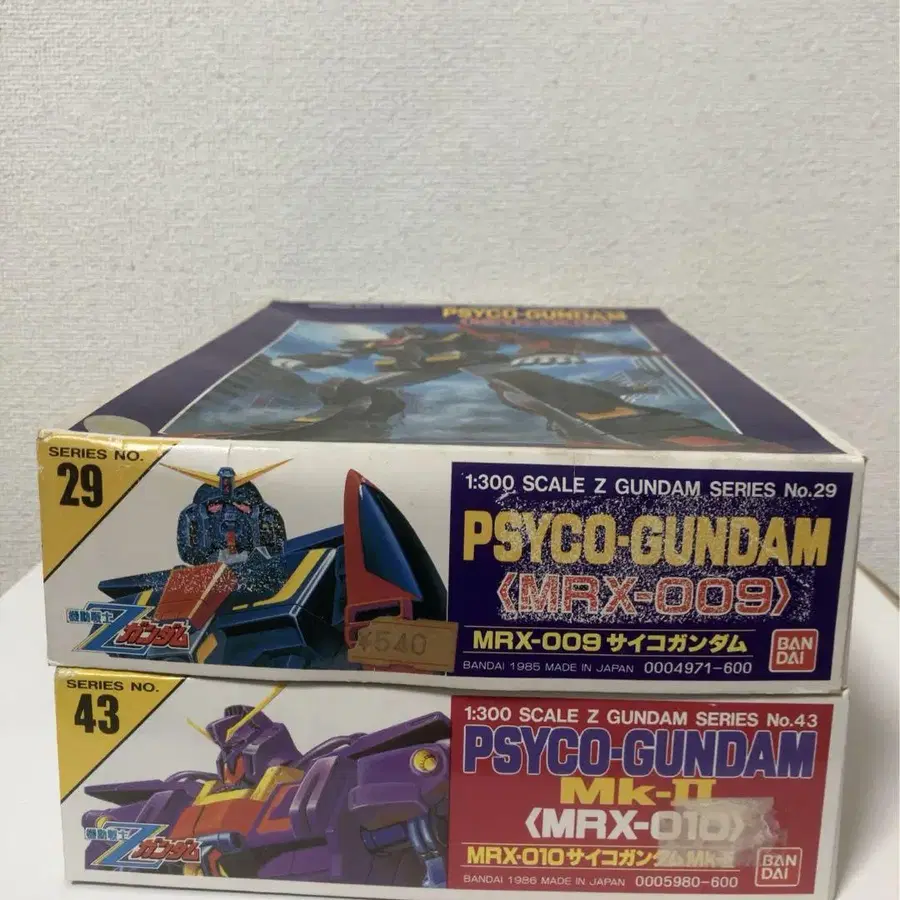 PSYCO-GUNDAM
SERIES NO.
29
機動戦士
Ζガンダム
¥540
1:300 SCALE Z GUNDAM SERIES No.29
PSYCO-GUNDAM
〈MRX-009〉
MRX-009 サイコガンダム
BANDAI 1985 MADE IN JAPAN 0004971-600
BAN
DAI
SERIES NO.
43
機動戦士
Ζガンダム
1:300 SCALE Z GUNDAM SERIES No.43
PSYCO-GUNDAM
Mk-II
〈MRX-010〉
MRX-010 サイコガンダム Mk-
BANDAI 1986 MADE IN JAPAN 0005980-600
BAN
DAI